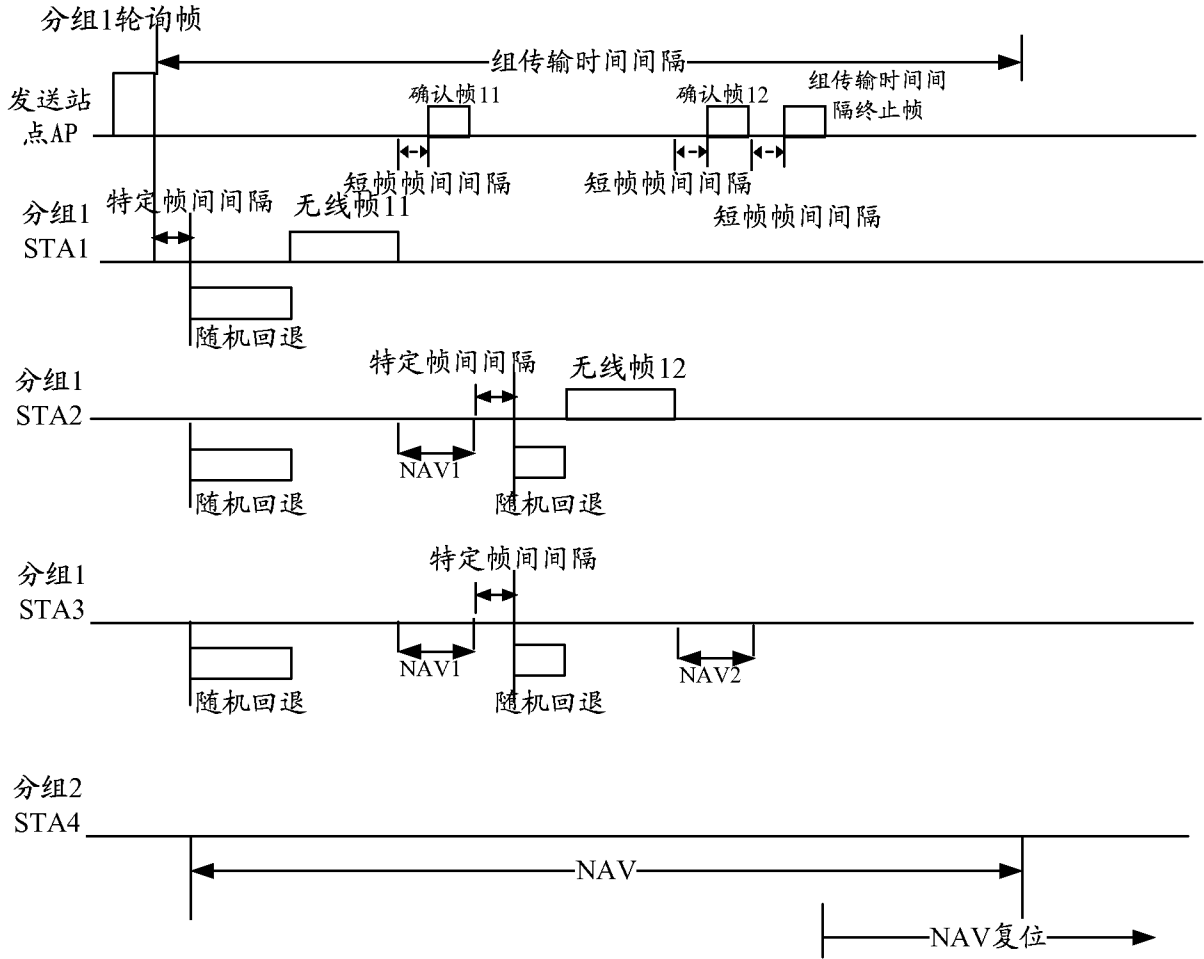 分组1轮询帧
组传输时间间隔
发送站
点AP
确认帧11
确认帧12
组传输时间间
隔终止帧
短帧帧间间隔
短帧帧间间隔
短帧帧间间隔
分组1
STA1
特定帧间间隔
无线帧11
随机回退
分组1
STA2
特定帧间间隔
无线帧12
NAV1
随机回退
随机回退
分组1
STA3
特定帧间间隔
NAV1
NAV2
随机回退
随机回退
分组2
STA4
NAV
NAV复位